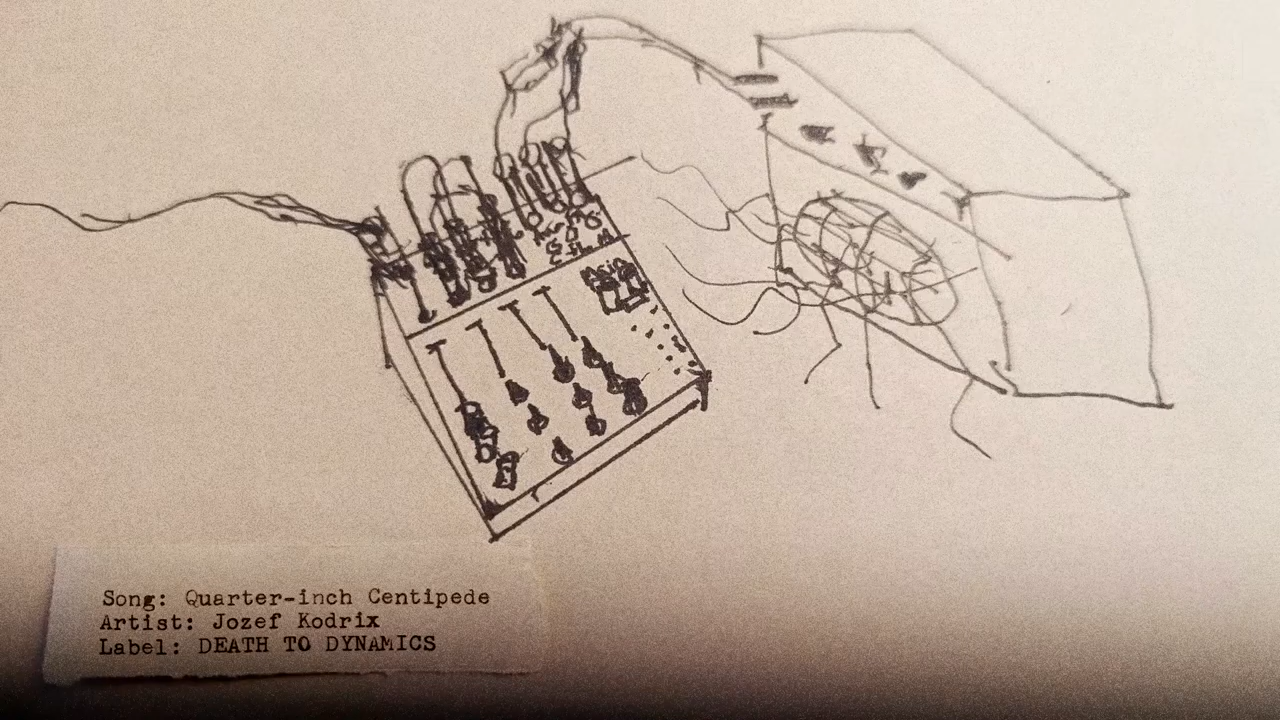 Song: Quarter-inch Centipede
Artist: Jozef Kodrix
Label: DEATH TO DYNAMICS